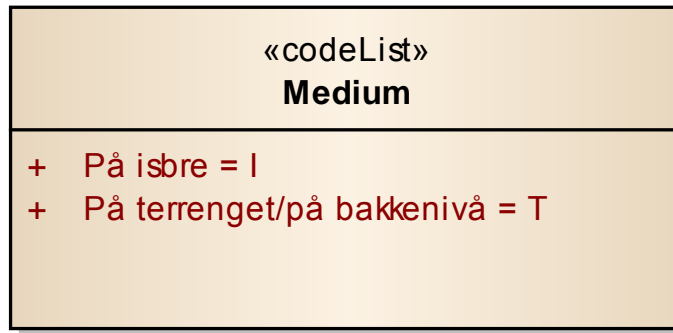 «codeList»
Medium
+ På isbre = I
+ På terrenget/på bakkenivå = T